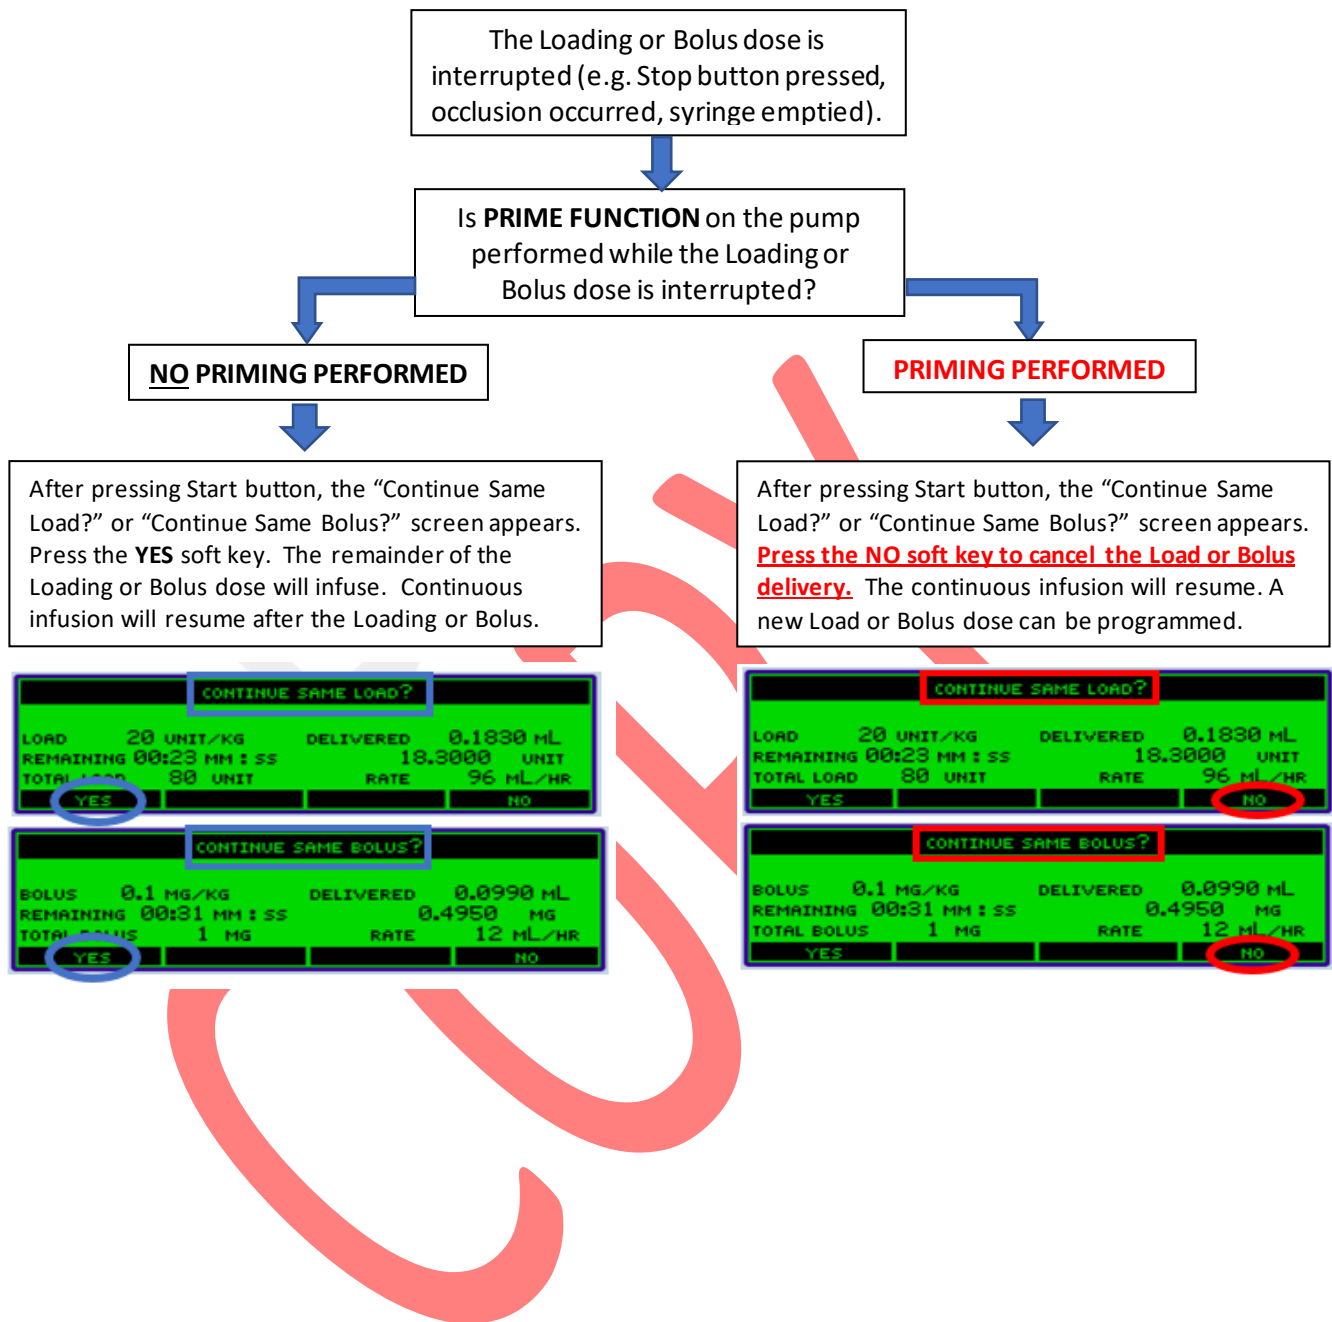 The Loading or Bolus dose is
interrupted (e.g. Stop button pressed,
occlusion occurred, syringe emptied).
Is PRIME FUNCTION on the pump
performed while the Loading or
Bolus dose is interrupted?
NO PRIMING PERFORMED
After pressing Start button, the “Continue Same
Load?” or “Continue Same Bolus?” screen appears.
Press the YES soft key. The remainder of the
Loading or Bolus dose will infuse. Continuous
infusion will resume after the Loading or Bolus.
CONTINUE SAME LOAD?
LOAD 20 UNIT/KG DELIVERED 0.1830 ML
REMAINING 00:23 MM:SS 18.3000 UNIT
TOTAL LOAD 80 UNIT RATE 96 ML/HR
YES NO
CONTINUE SAME BOLUS?
BOLUS 0.1 MG/KG DELIVERED 0.0990 ML
REMAINING 00:31 MM:SS 0.4950 MG
TOTAL BOLUS 1 MG RATE 12 ML/HR
YES NO
PRIMING PERFORMED
After pressing Start button, the “Continue Same
Load?” or “Continue Same Bolus?” screen appears.
Press the NO soft key to cancel the Load or Bolus
delivery. The continuous infusion will resume. A
new Load or Bolus dose can be programmed.
CONTINUE SAME LOAD?
LOAD 20 UNIT/KG DELIVERED 0.1830 ML
REMAINING 00:23 MM:SS 18.3000 UNIT
TOTAL LOAD 80 UNIT RATE 96 ML/HR
YES NO
CONTINUE SAME BOLUS?
BOLUS 0.1 MG/KG DELIVERED 0.0990 ML
REMAINING 00:31 MM:SS 0.4950 MG
TOTAL BOLUS 1 MG RATE 12 ML/HR
YES NO